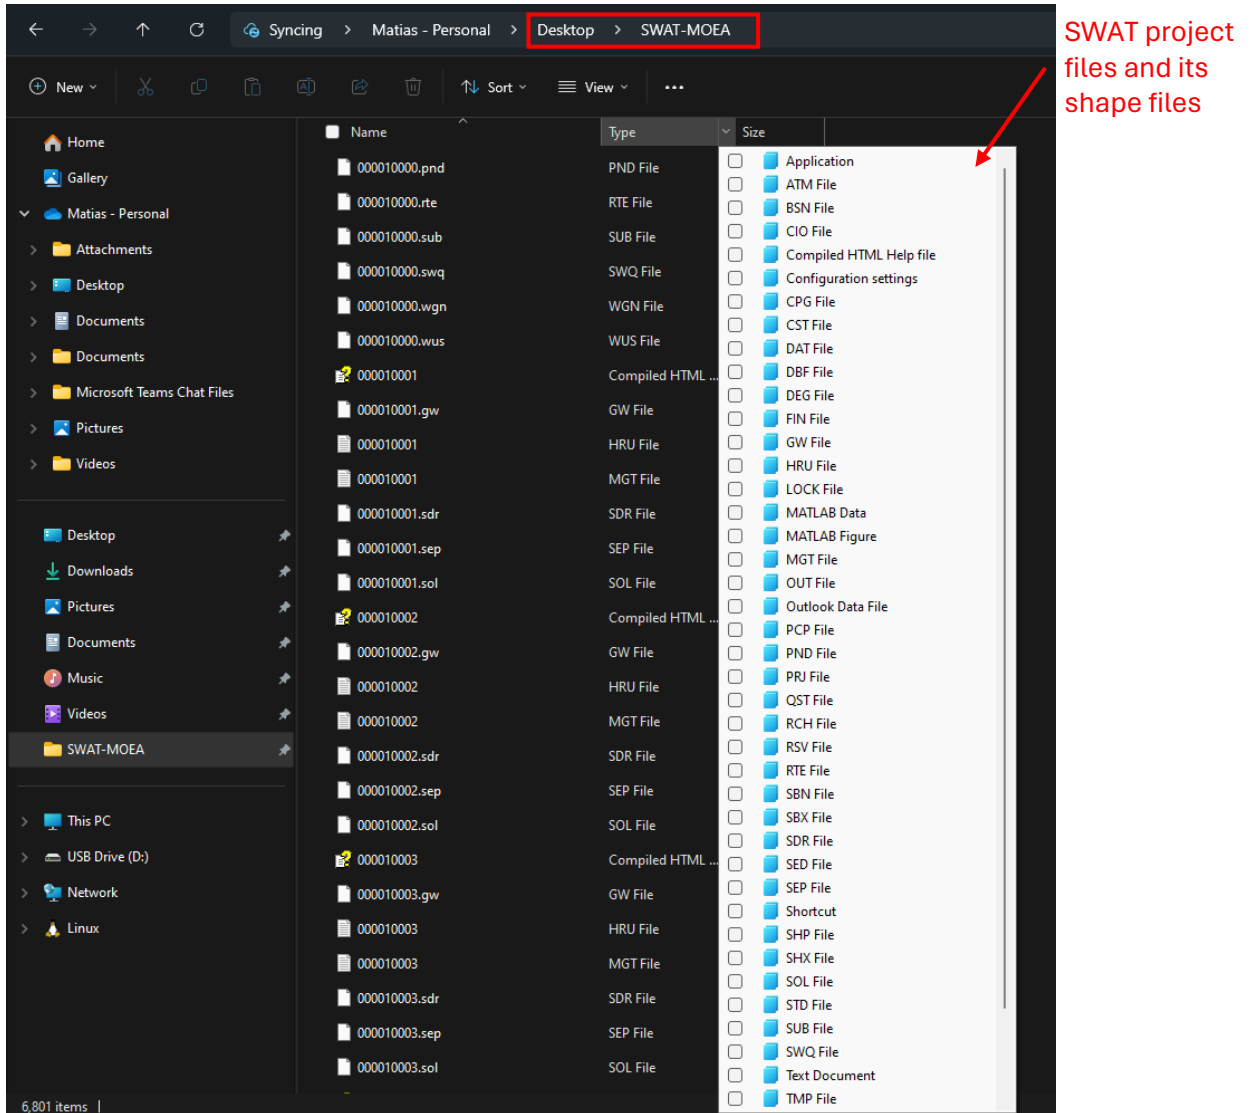 Syncing > Matias - Personal > Desktop > SWAT-MOEA
SWAT project
files and its
shape files
New
Sort
View
Name Type Size
Home
Gallery
Matias - Personal
Attachments
Desktop
Documents
Documents
Microsoft Teams Chat Files
Pictures
Videos
Desktop
Downloads
Pictures
Documents
Music
Videos
SWAT-MOEA
This PC
USB Drive (D:)
Network
Linux
000010000.pnd PND File
000010000.rte RTE File
000010000.sub SUB File
000010000.swq SWQ File
000010000.wgn WGN File
000010000.wus WUS File
000010001 Compiled HTML ...
000010001.gw GW File
000010001 HRU File
000010001 MGT File
000010001.sdr SDR File
000010001.sep SEP File
000010001.sol SOL File
000010002 Compiled HTML ...
000010002.gw GW File
000010002 HRU File
000010002 MGT File
000010002.sdr SDR File
000010002.sep SEP File
000010002.sol SOL File
000010003 Compiled HTML ...
000010003.gw GW File
000010003 HRU File
000010003 MGT File
000010003.sdr SDR File
000010003.sep SEP File
000010003.sol SOL File
Application
ATM File
BSN File
CIO File
Compiled HTML Help file
Configuration settings
CPG File
CST File
DAT File
DBF File
DEG File
FIN File
GW File
HRU File
LOCK File
MATLAB Data
MATLAB Figure
MGT File
OUT File
Outlook Data File
PCP File
PND File
PRJ File
QST File
RCH File
RSV File
RTE File
SBN File
SBX File
SDR File
SED File
SEP File
Shortcut
SHP File
SHX File
SOL File
STD File
SUB File
SWQ File
Text Document
TMP File
6,801 items